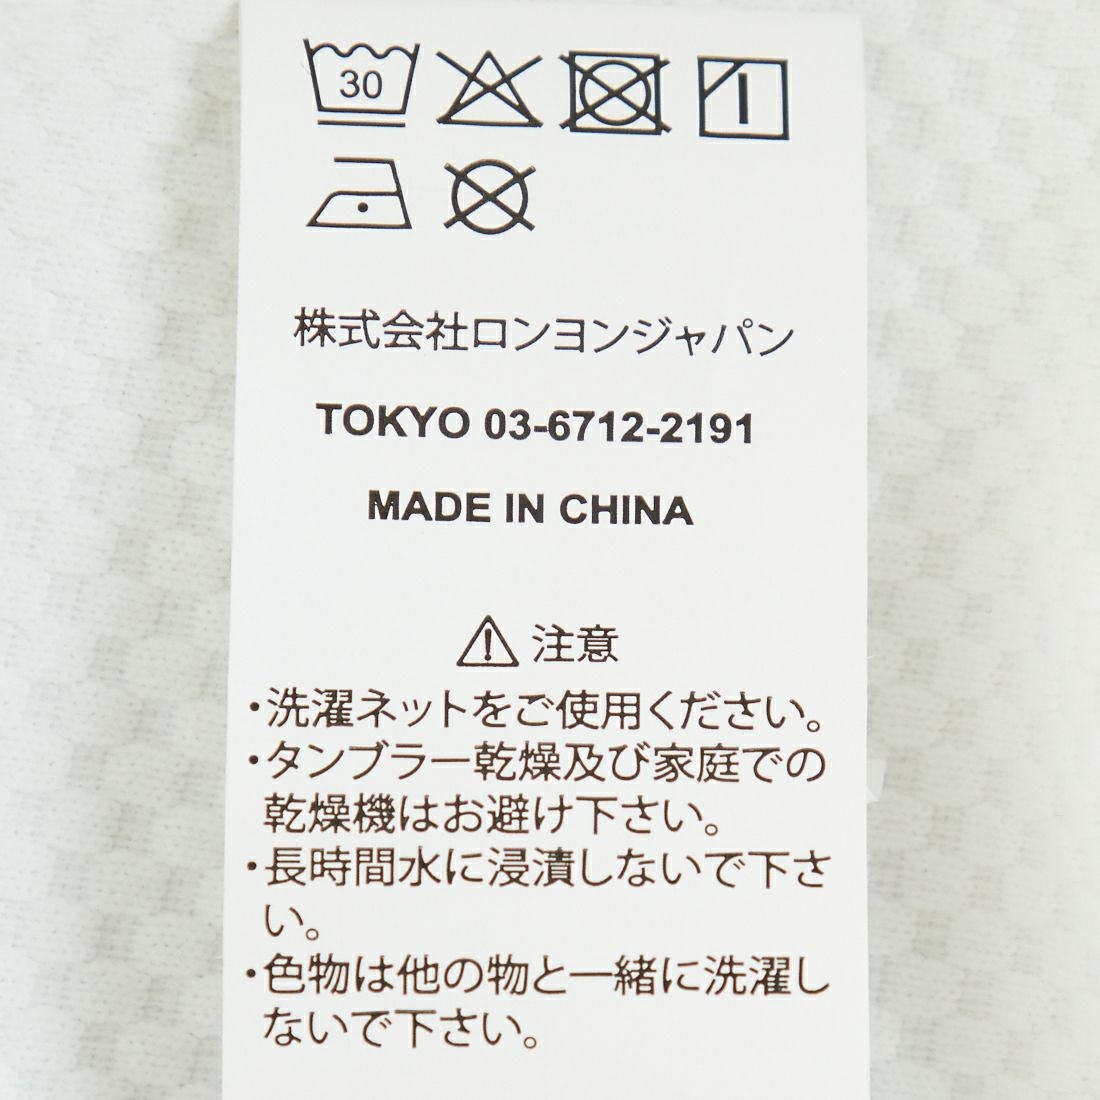 30
株式会社ロンヨンジャパン
TOKYO 03-6712-2191
MADE IN CHINA
注意
・洗濯ネットをご使用ください。
・タンブラー乾燥及び家庭での
乾燥機はお避け下さい。
・長時間水に浸漬しないで下さ
い。
・色物は他の物と一緒に洗濯し
ないで下さい。